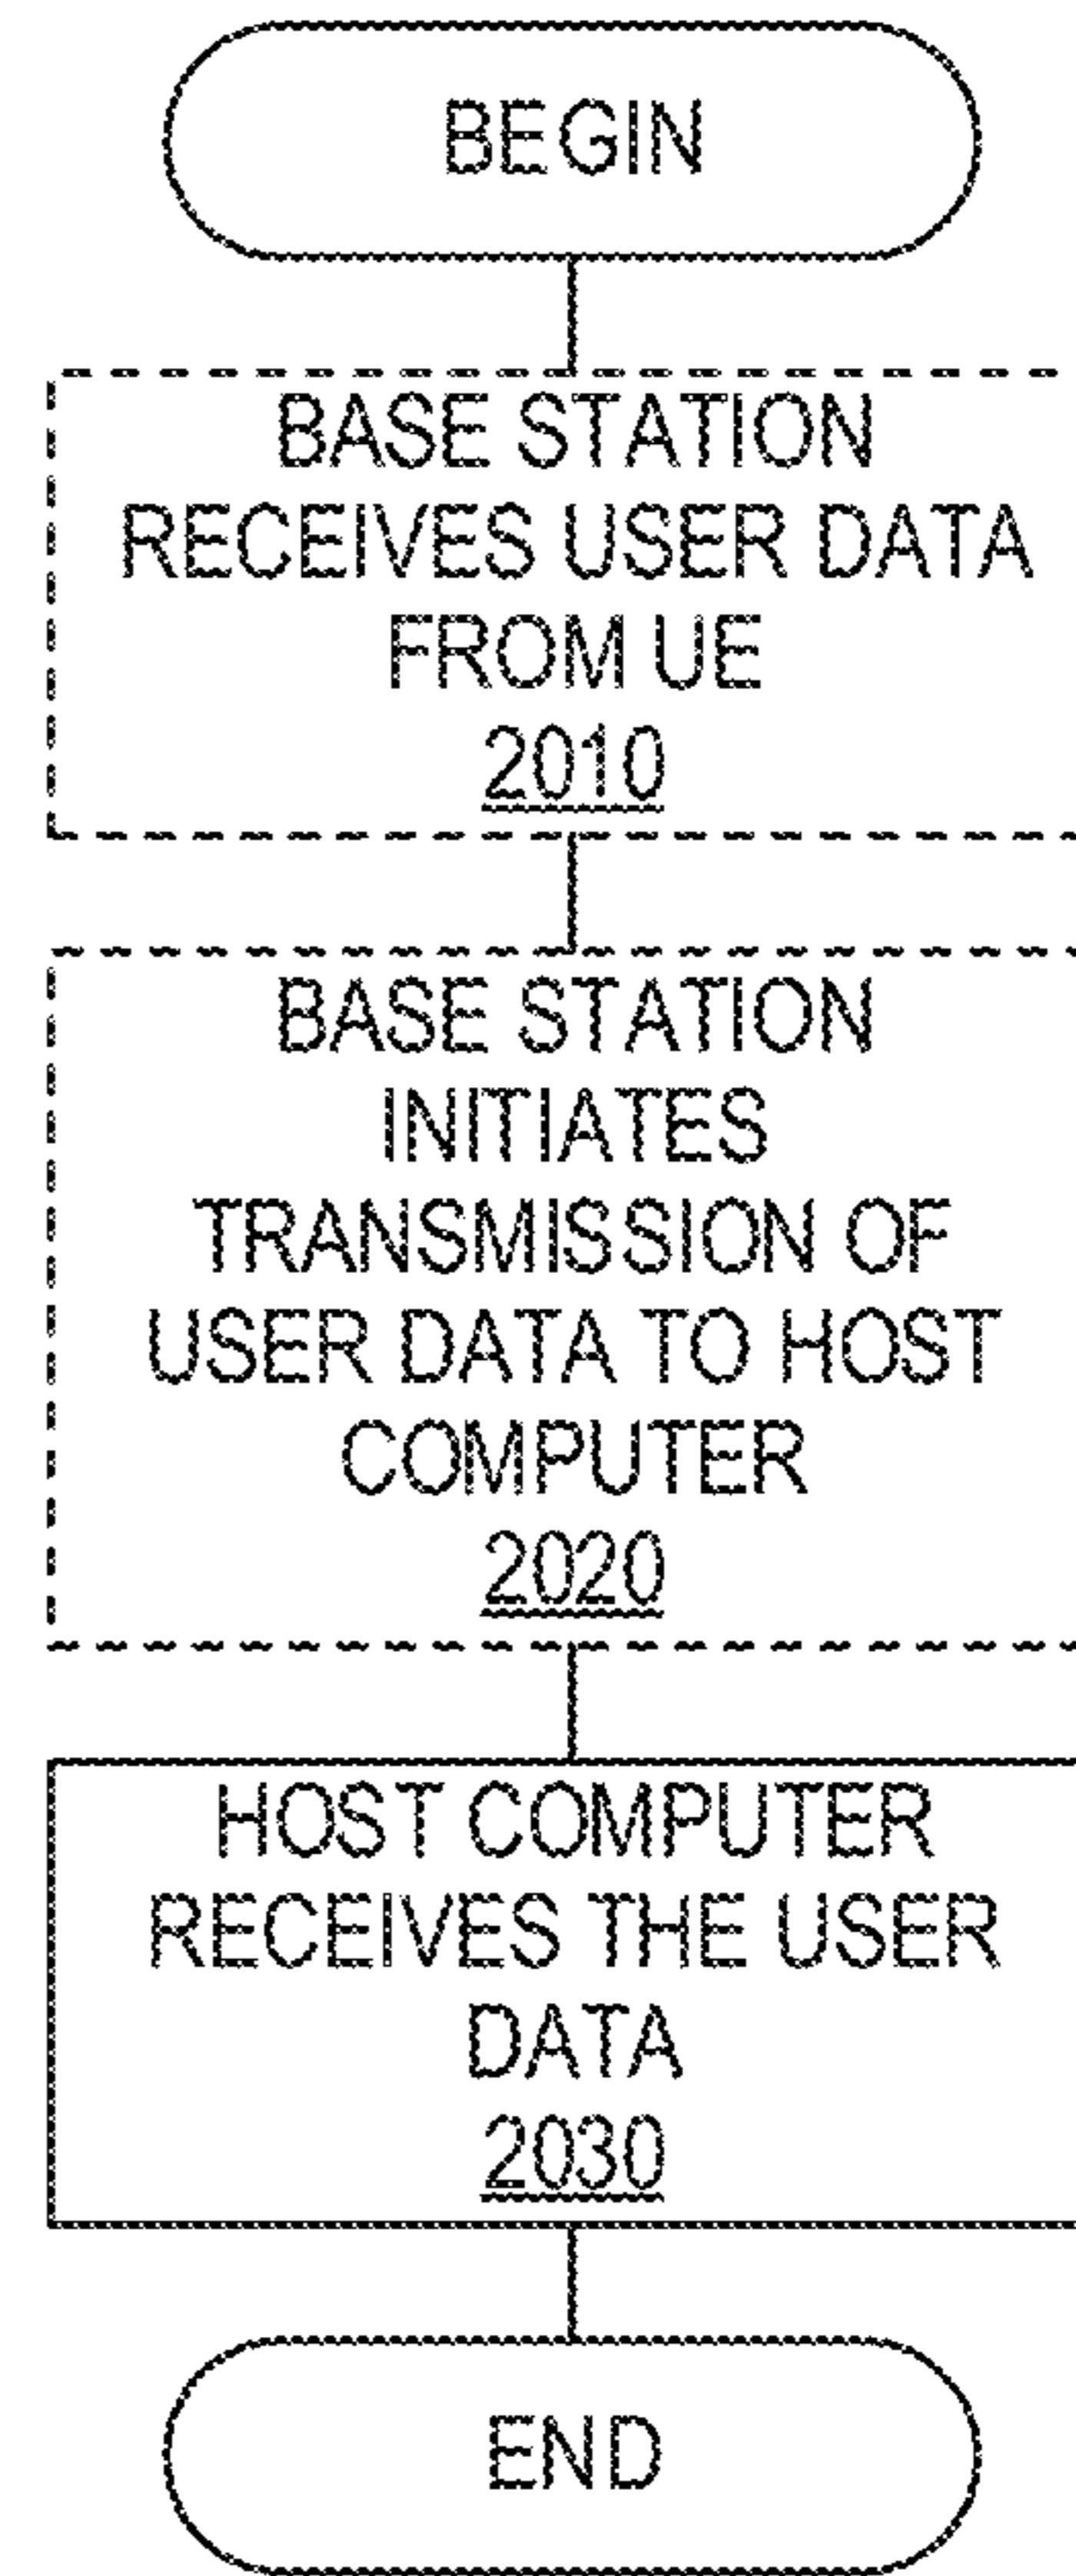 BEGIN
BASE STATION
RECEIVES USER DATA
FROM UE
2010
BASE STATION
INITIATES
TRANSMISSION OF
USER DATA TO HOST
COMPUTER
2020
HOST COMPUTER
RECEIVES THE USER
DATA
2030
END